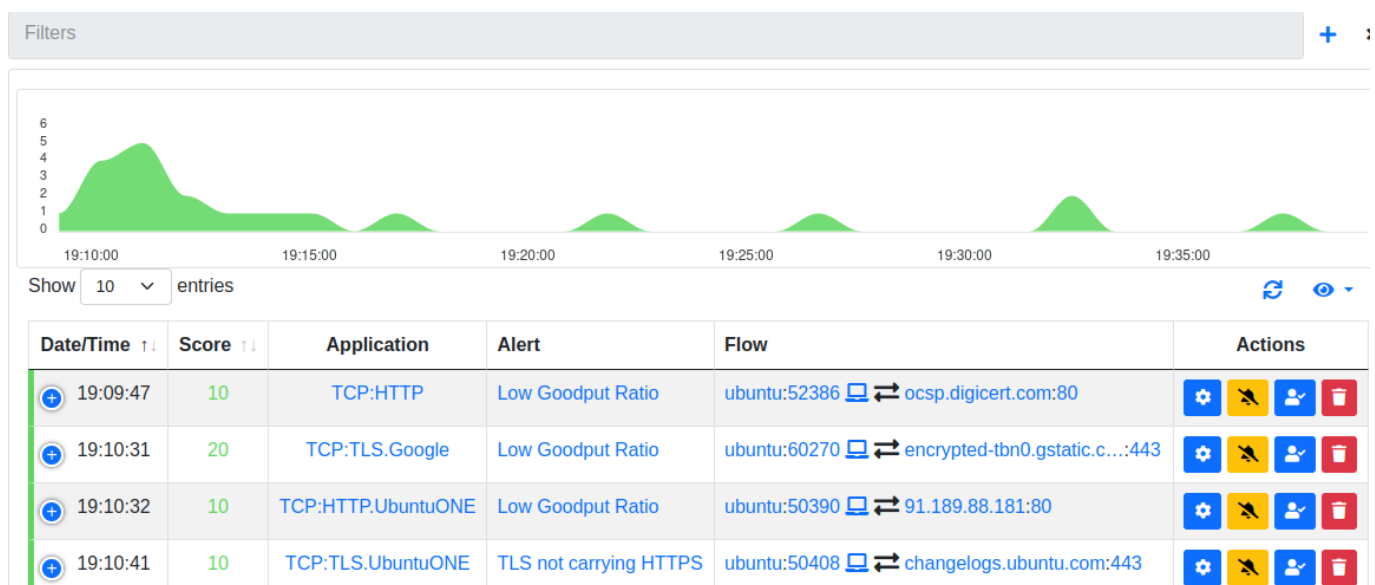 Filters
6
5
4
3
2
1
0
19:10:00 19:15:00 19:20:00 19:25:00 19:30:00 19:35:00
Show 10 entries
Date/Time Score Application Alert Flow Actions
19:09:47 10 TCP:HTTP Low Goodput Ratio ubuntu:52386 ocsp.digicert.com:80
19:10:31 20 TCP:TLS.Google Low Goodput Ratio ubuntu:60270 encrypted-tbn0.gstatic.c...:443
19:10:32 10 TCP:HTTP.UbuntuONE Low Goodput Ratio ubuntu:50390 91.189.88.181:80
19:10:41 10 TCP:TLS.UbuntuONE TLS not carrying HTTPS ubuntu:50408 changelogs.ubuntu.com:443